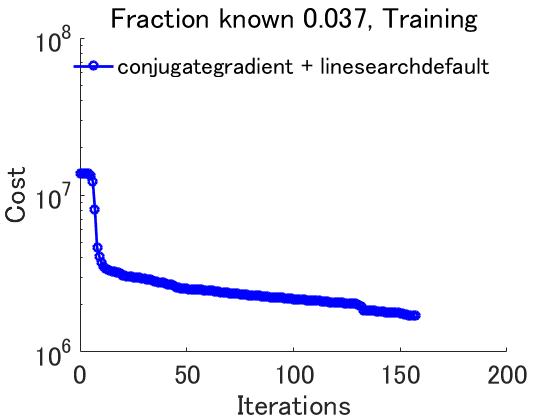 Fraction known 0.037, Training
10^8
conjugategradient + linesearchdefault
10^7
Cost
10^6
0 50 100 150 200
Iterations